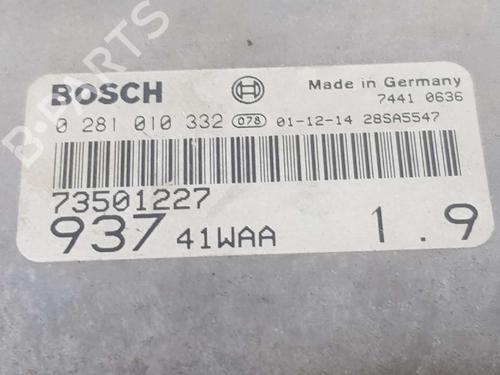 BOSCH
Made in Germany
7441 0636
0 281 010 332 078 01-12-14 28SA5547
73501227
937 41WAA 1.9
B-PARTS